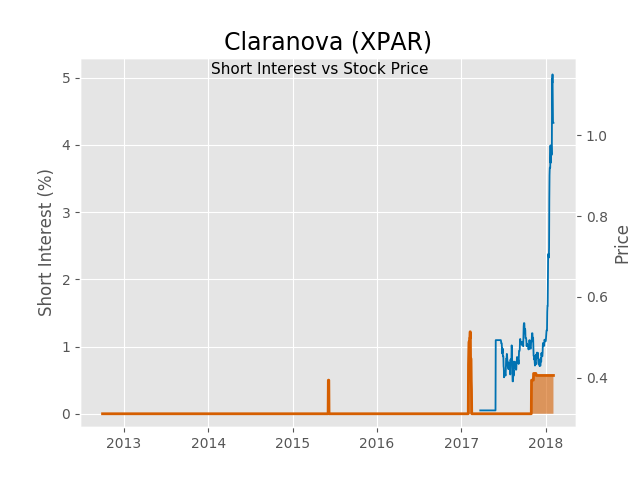 Claranova (XPAR)
Short Interest vs Stock Price
Short Interest (%)
5
4
3
2
1
0
1.0
0.8
0.6
0.4
Price
2013 2014 2015 2016 2017 2018